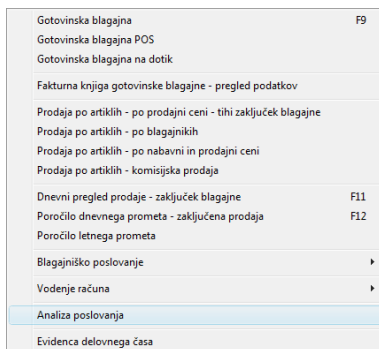 Gotovinska blagajna F9
Gotovinska blagajna POS
Gotovinska blagajna na dotik
Fakturna knjiga gotovinske blagajne - pregled podatkov
Prodaja po artiklih - po prodajni ceni - tihi zaključek blagajne
Prodaja po artiklih - po blagajnikih
Prodaja po artiklih - po nabavni in prodajni ceni
Prodaja po artiklih - komisijska prodaja
Dnevni pregled prodaje - zaključek blagajne F11
Poročilo dnevnega prometa - zaključena prodaja F12
Poročilo letnega prometa
Blagajniško poslovanje
Vodenje računa
Analiza poslovanja
Evidenca delovnega časa